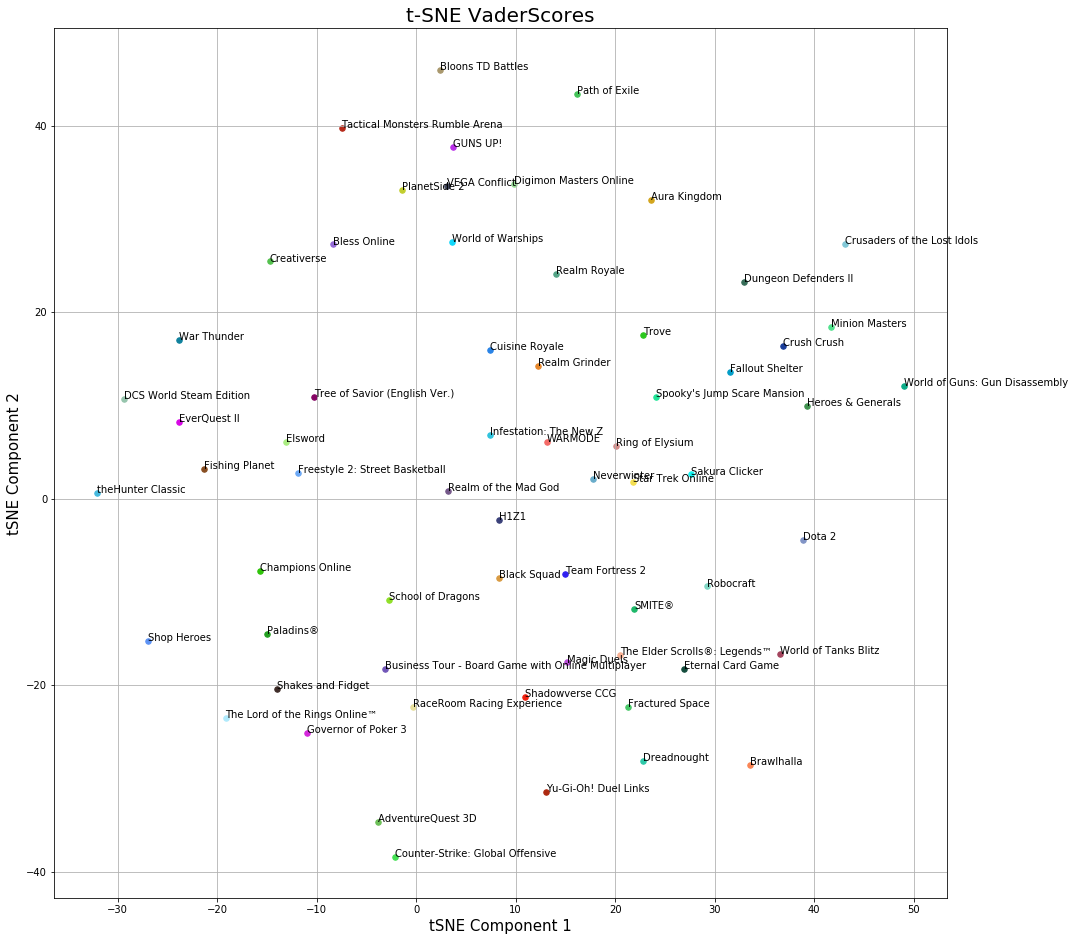 t-SNE VaderScores
Bloons TD Battles
Path of Exile
Tactical Monsters Rumble Arena
GUNS UP!
VEGA Conflict
Digimon Masters Online
PlanetSide 2
Aura Kingdom
World of Warships
Bless Online
Crusaders of the Lost Idols
Creativerse
Realm Royale
Dungeon Defenders II
Minion Masters
War Thunder
Trove
Cuisine Royale
Crush Crush
Realm Grinder
Fallout Shelter
World of Guns: Gun Disassembly
DCS World Steam Edition
Tree of Savior (English Ver.)
Spooky's Jump Scare Mansion
Heroes & Generals
EverQuest II
Infestation: The New Z
Elsword
WARMODE
Ring of Elysium
Fishing Planet
Freestyle 2: Street Basketball
Neverwinter
Sakura Clicker
Star Trek Online
theHunter Classic
Realm of the Mad God
H1Z1
Dota 2
Champions Online
Black Squad
Team Fortress 2
Robocraft
School of Dragons
SMITE®
Shop Heroes
Paladins®
The Elder Scrolls®: Legends™
World of Tanks Blitz
Magic Duels
Business Tour - Board Game with Online Multiplayer
Eternal Card Game
Shakes and Fidget
Shadowverse CCG
The Lord of the Rings Online™
RaceRoom Racing Experience
Fractured Space
Governor of Poker 3
Dreadnought
Brawlhalla
Yu-Gi-Oh! Duel Links
AdventureQuest 3D
Counter-Strike: Global Offensive
40
20
0
−20
−40
tSNE Component 2
−30
−20
−10
0
10
20
30
40
50
tSNE Component 1